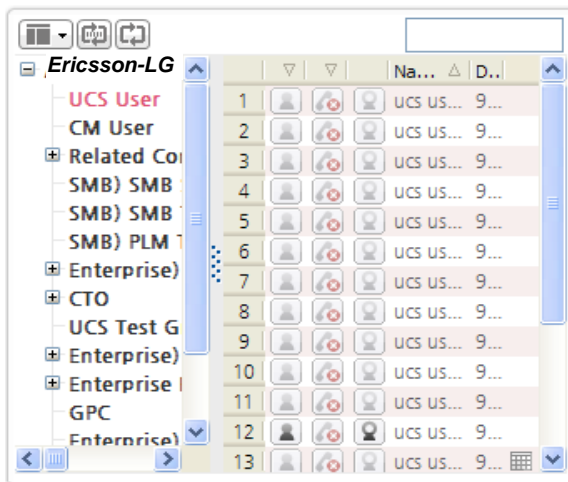 Ericsson-LG
UCS User
CM User
Related Co
SMB) SMB
SMB) SMB
SMB) PLM
Enterprise)
CTO
UCS Test G
Enterprise)
Enterprise
GPC
Enterprise)
Na... D..
1 ucs us... 9...
2 ucs us... 9...
3 ucs us... 9...
4 ucs us... 9...
5 ucs us... 9...
6 ucs us... 9...
7 ucs us... 9...
8 ucs us... 9...
9 ucs us... 9...
10 ucs us... 9...
11 ucs us... 9...
12 ucs us... 9...
13 ucs us... 9...